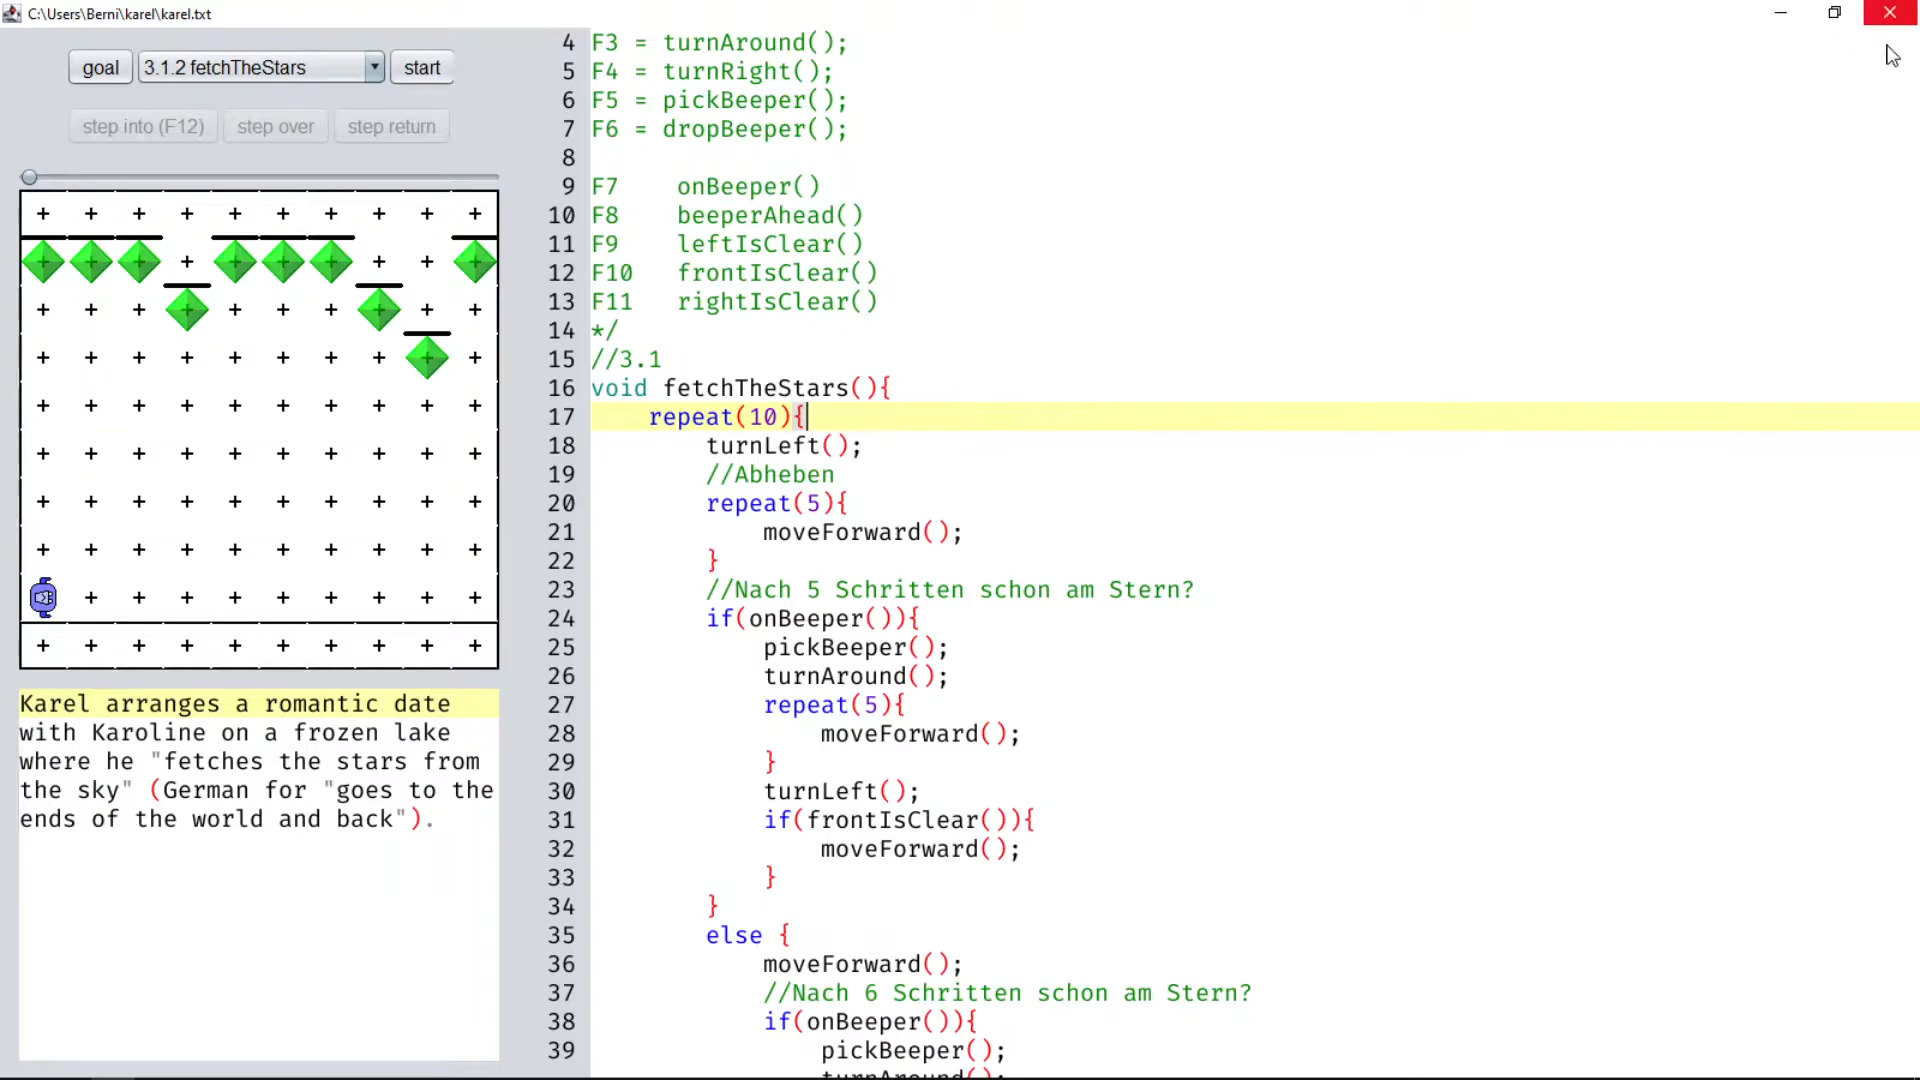 C:\Users\Berni\karel\karel.txt
goal
3.1.2 fetchTheStars
start
step into (F12)
step over
step return
Karel arranges a romantic date
with Karoline on a frozen lake
where he "fetches the stars from
the sky" (German for "goes to the
ends of the world and back").
4 F3 = turnAround();
5 F4 = turnRight();
6 F5 = pickBeeper();
7 F6 = dropBeeper();
8
9 F7    onBeeper()
10 F8    beeperAhead()
11 F9    leftIsClear()
12 F10   frontIsClear()
13 F11   rightIsClear()
14 */
15 //3.1
16 void fetchTheStars(){
17     repeat(10){
18         turnLeft();
19         //Abheben
20         repeat(5){
21             moveForward();
22         }
23         //Nach 5 Schritten schon am Stern?
24         if(onBeeper()){
25             pickBeeper();
26             turnAround();
27             repeat(5){
28                 moveForward();
29             }
30             turnLeft();
31             if(frontIsClear()){
32                 moveForward();
33             }
34         }
35         else {
36             moveForward();
37             //Nach 6 Schritten schon am Stern?
38             if(onBeeper()){
39                 pickBeeper();
turnAround();